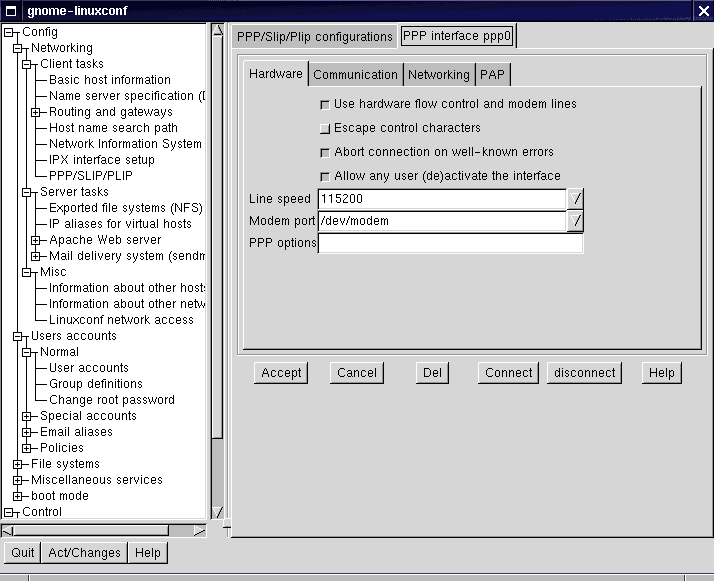 gnome-linuxconf
Config
Networking
Client tasks
Basic host information
Name server specification (D
Routing and gateways
Host name search path
Network Information System
IPX interface setup
PPP/SLIP/PLIP
Server tasks
Exported file systems (NFS)
IP aliases for virtual hosts
Apache Web server
Mail delivery system (sendm
Misc
Information about other hosts
Information about other netw
Linuxconf network access
Users accounts
Normal
User accounts
Group definitions
Change root password
Special accounts
Email aliases
Policies
File systems
Miscellaneous services
boot mode
Control
Quit Act/Changes Help
PPP/Slip/Plip configurations PPP interface ppp0
Hardware Communication Networking PAP
Use hardware flow control and modem lines
Escape control characters
Abort connection on well-known errors
Allow any user (de)activate the interface
Line speed 115200
Modem port /dev/modem
PPP options
Accept Cancel Del Connect disconnect Help